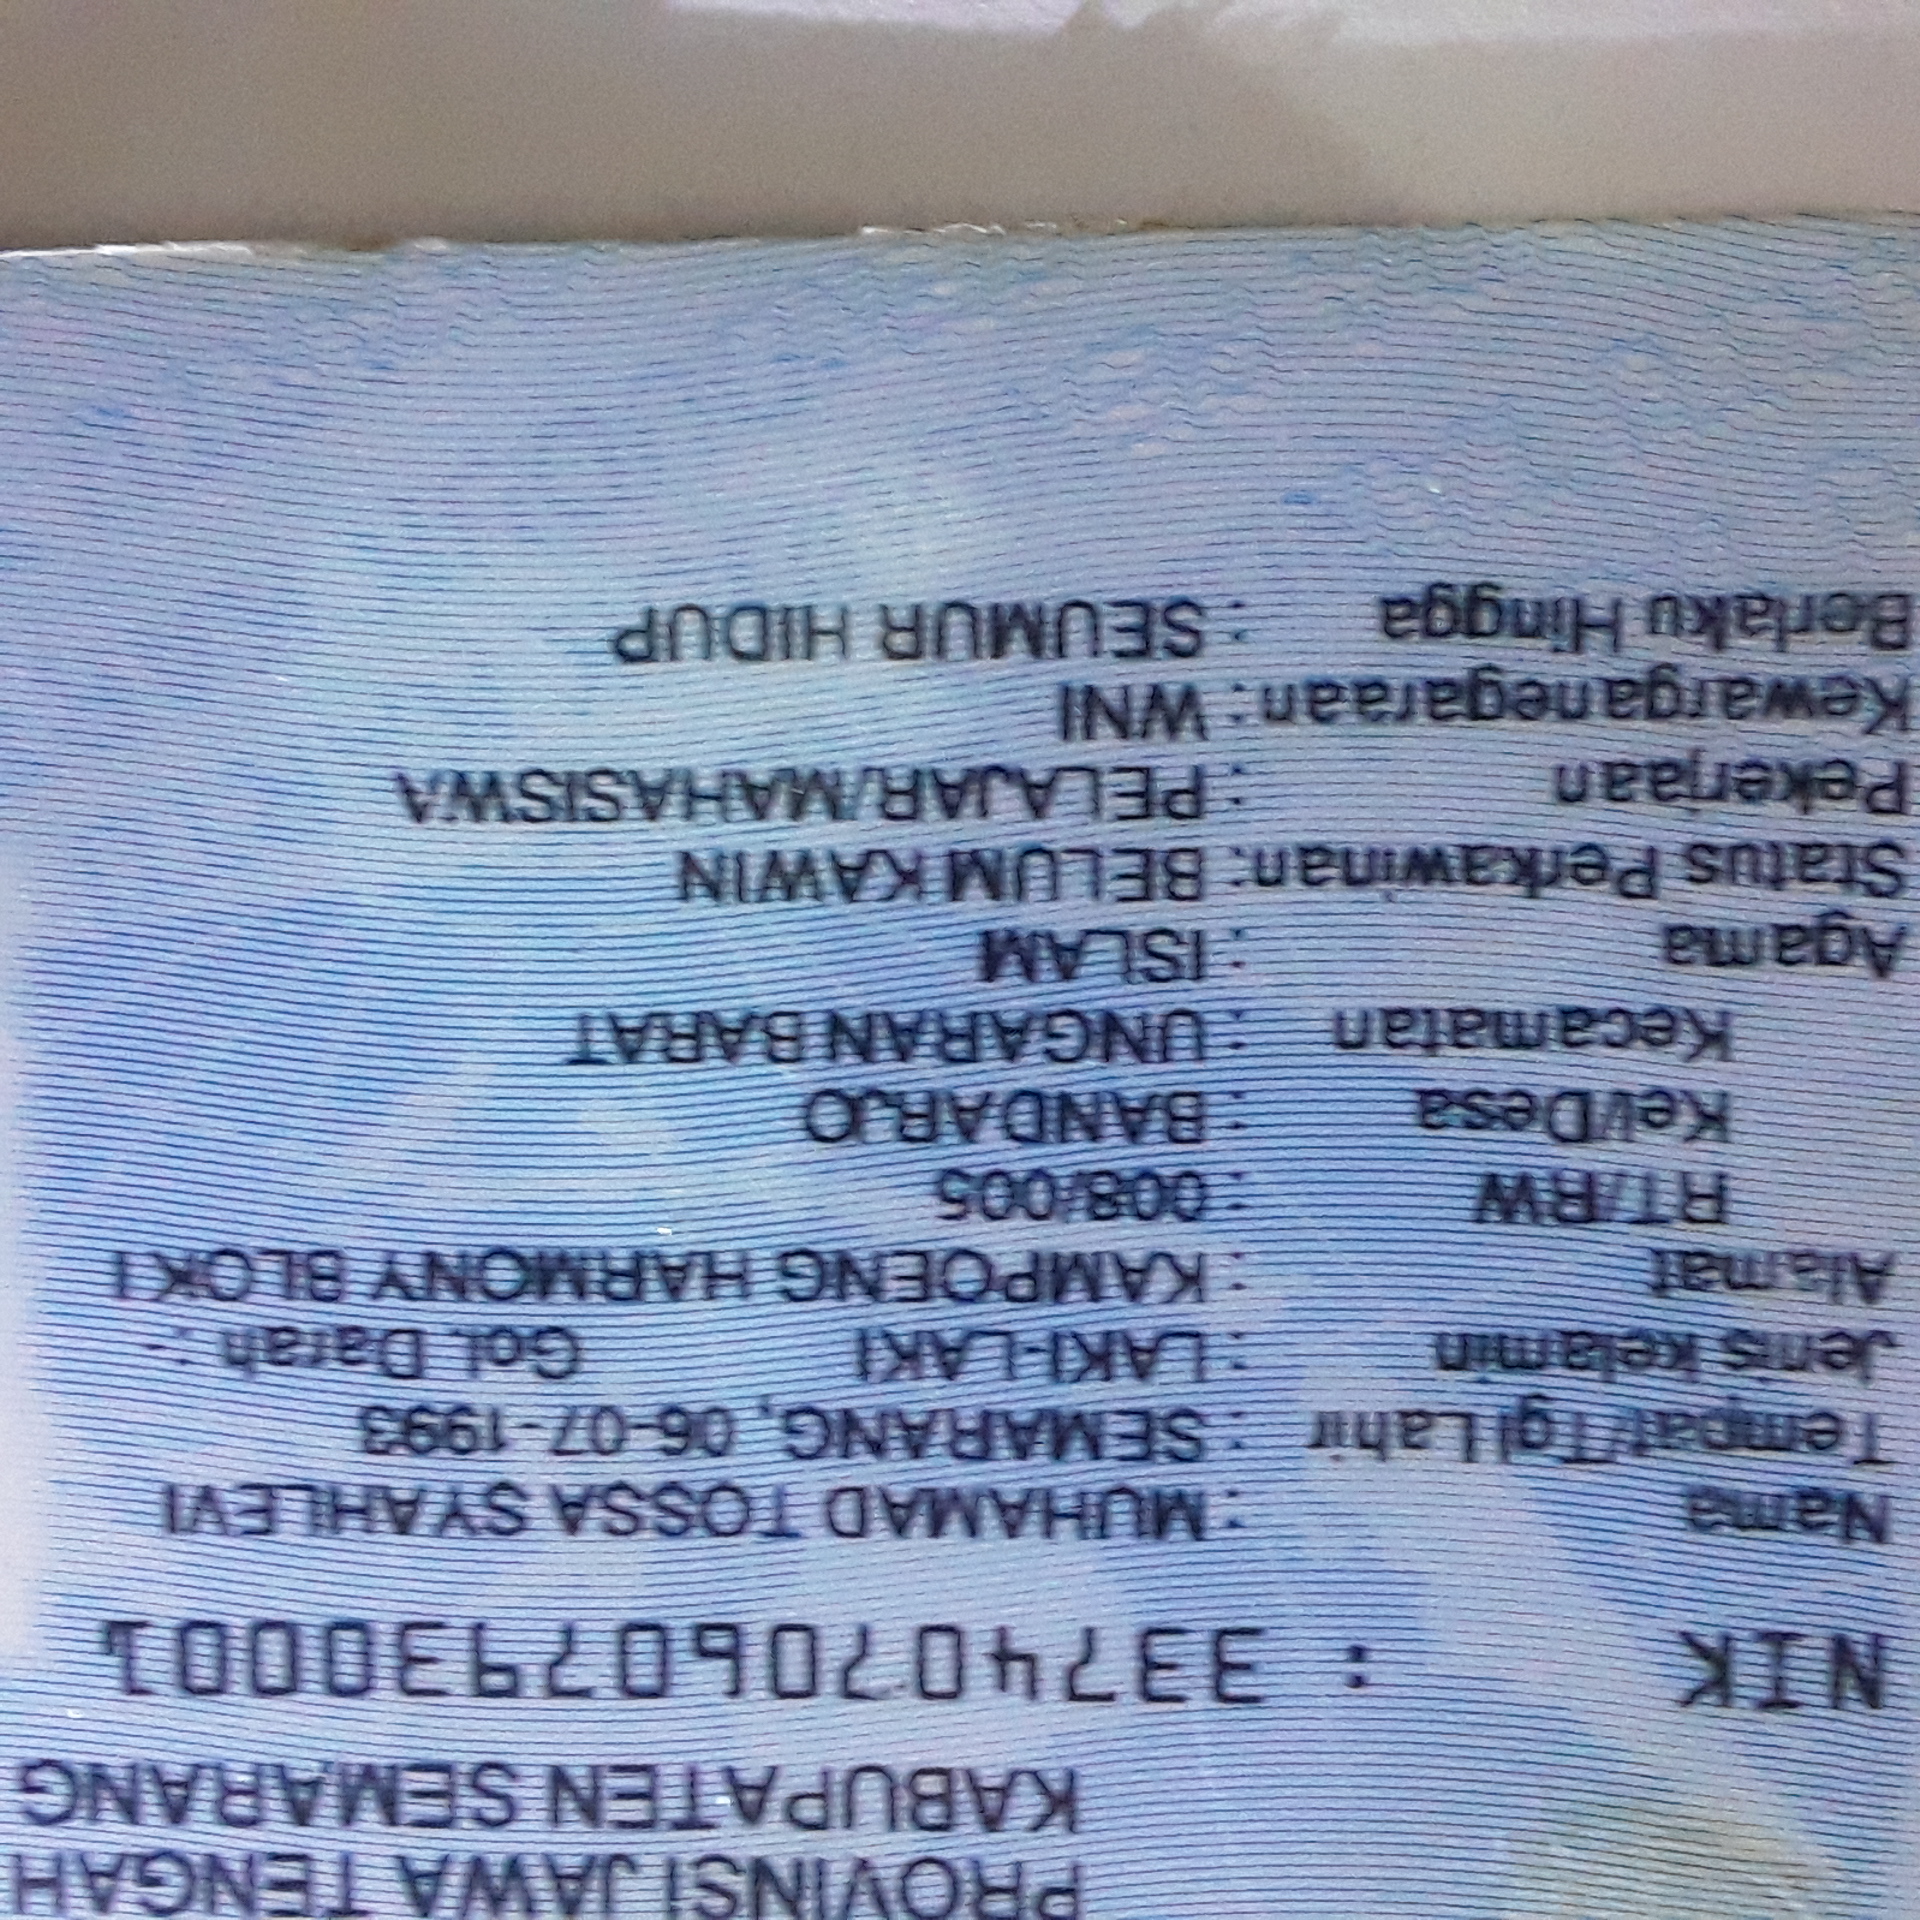 PROVINSI JAWA TENGAH
KABUPATEN SEMARANG
NIK : 3374070607930001
Nama : MUHAMAD TOSSA SYAHLEVI
Tempat/Tgl Lahir : SEMARANG, 06-07-1993
Jenis kelamin : LAKI-LAKI Gol. Darah : -
Alamat : KAMPOENG HARMONY BLOK I
RT/RW : 008/005
Kel/Desa : BANDARJO
Kecamatan : UNGARAN BARAT
Agama : ISLAM
Status Perkawinan: BELUM KAWIN
Pekerjaan : PELAJAR/MAHASISWA
Kewarganegaraan: WNI
Berlaku Hingga : SEUMUR HIDUP